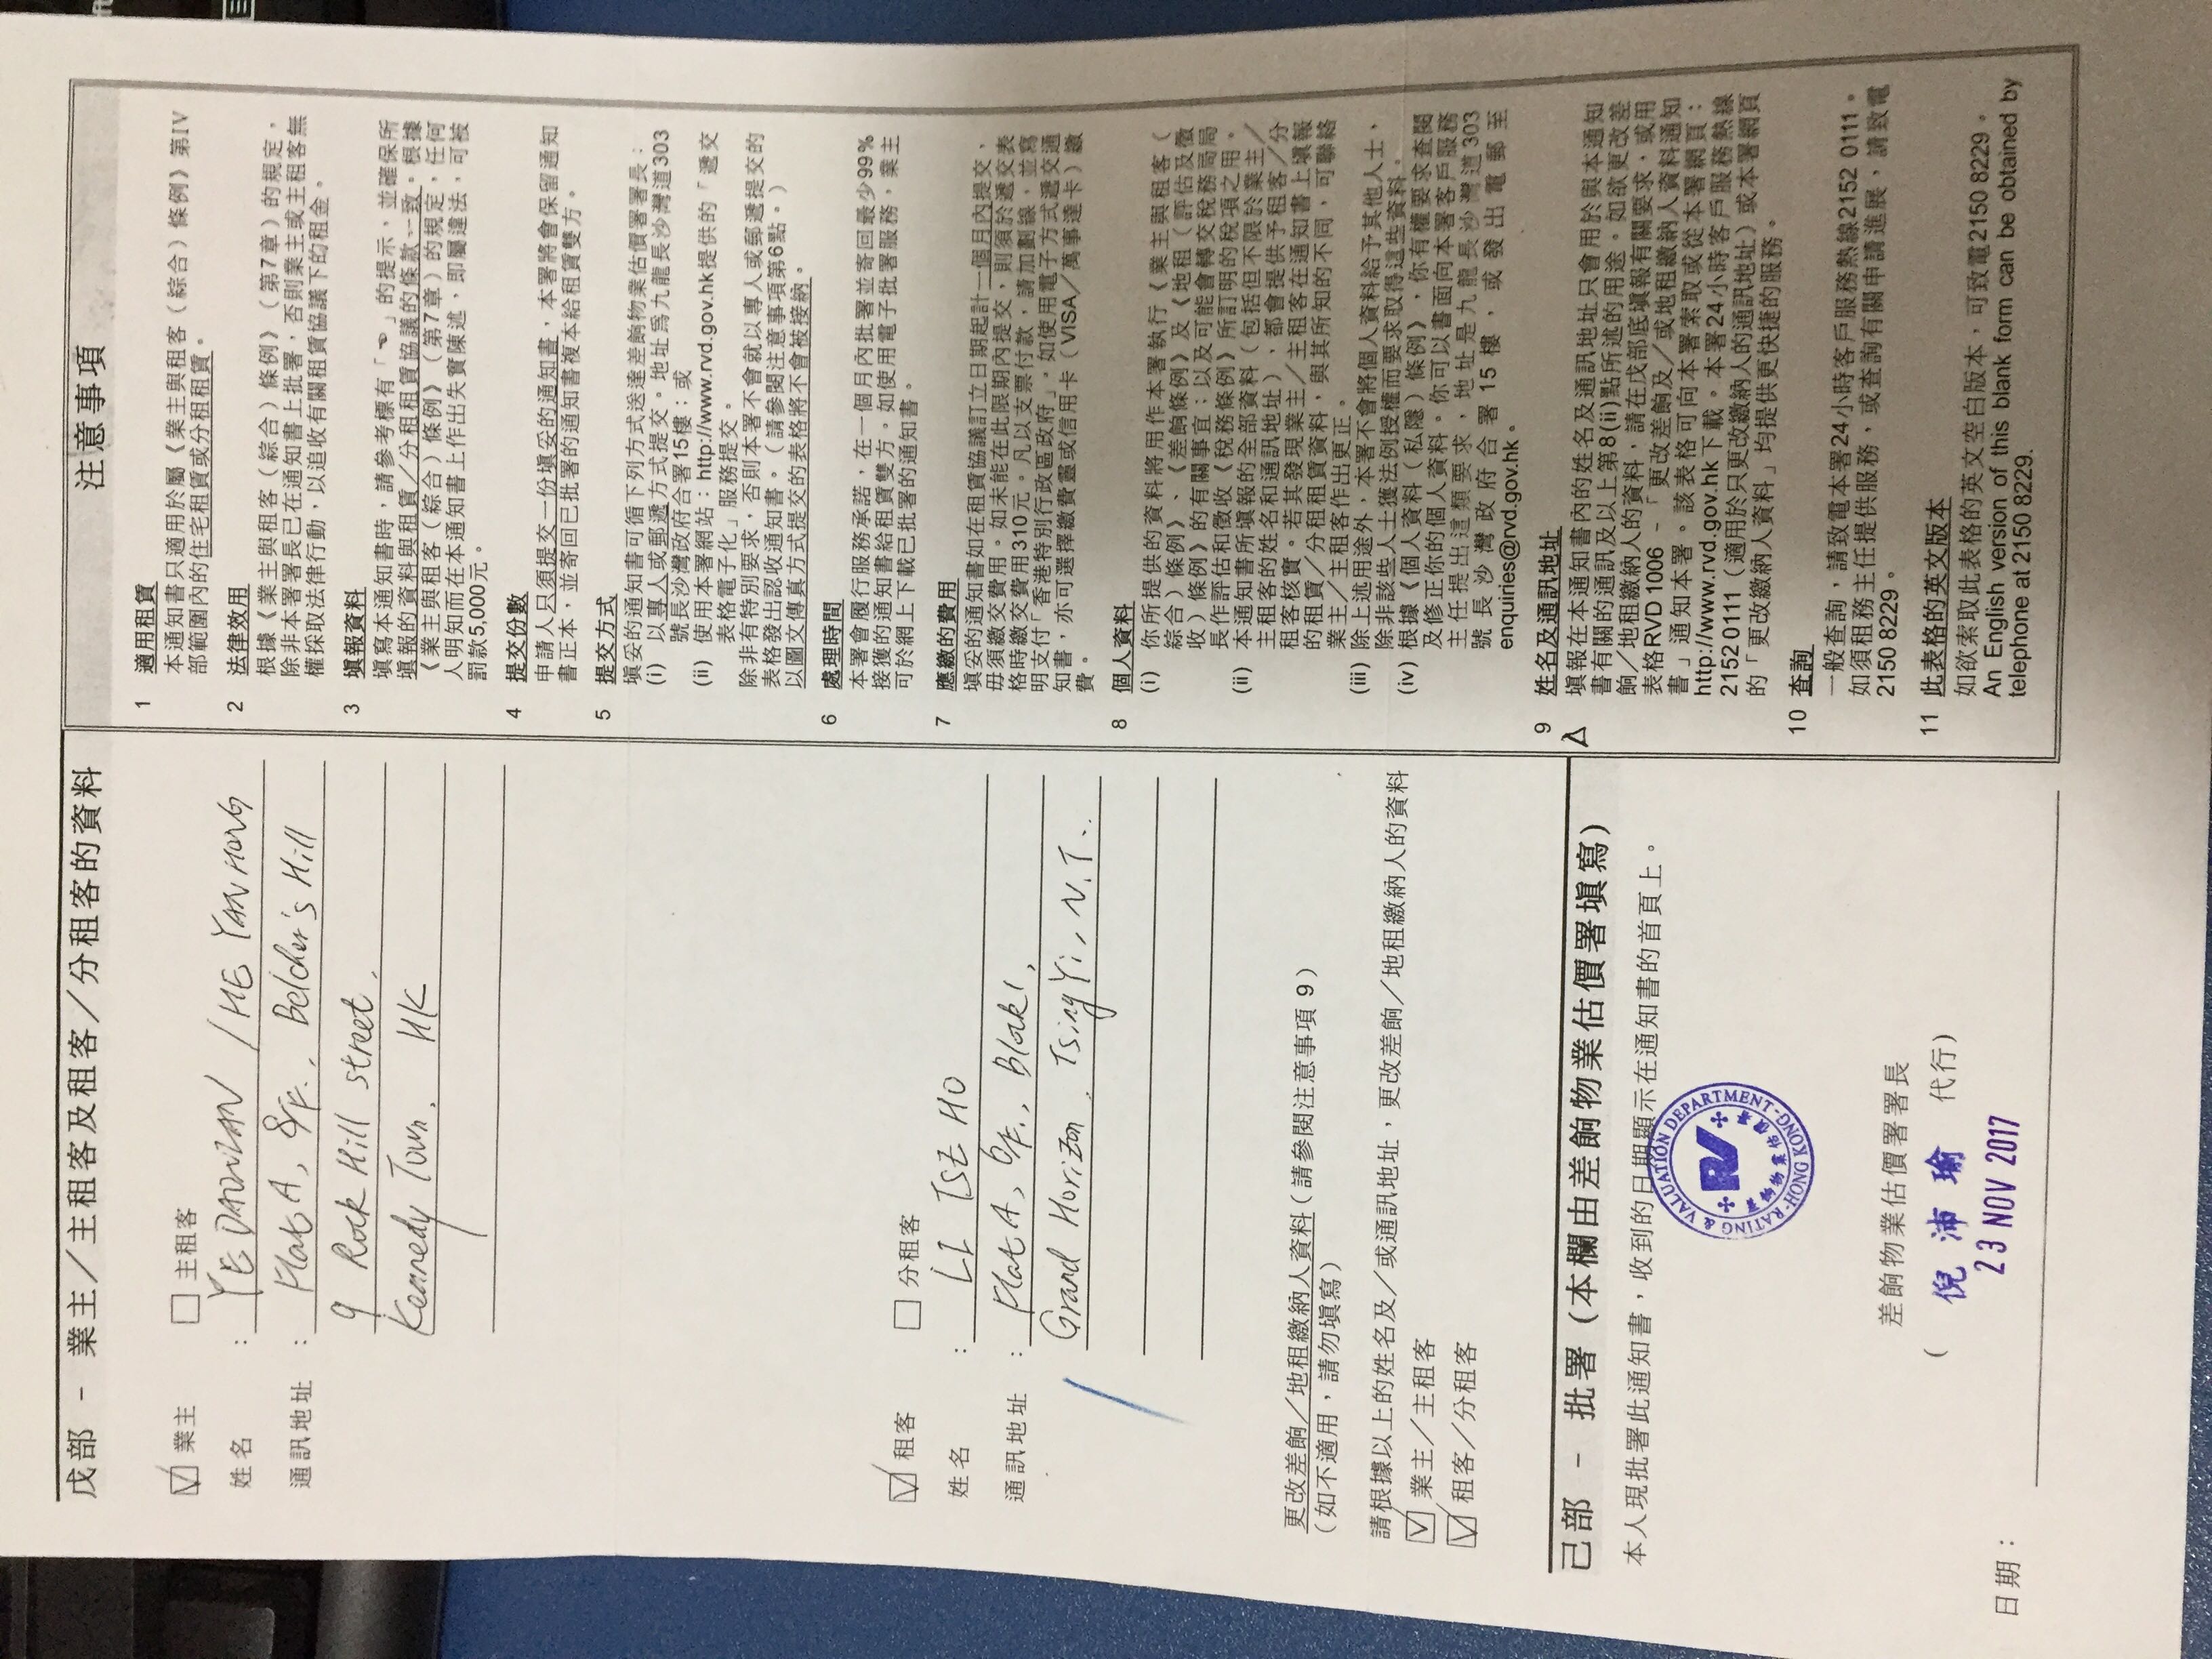 戊部 - 業主／主租客及租客／分租客的資料
☑ 業主 ☐ 主租客
姓名 : YE DANDAN / HE YAN HONG
通訊地址 : Flat A, 8/F., Belcher's Hill
9 Rock Hill street,
Kennedy Town, HK
☑ 租客 ☐ 分租客
姓名 : LI TSZ HO
通訊地址 : Flat A, 6/F., Block 1,
Grand Horizon, Tsing Yi, N.T.
更改差餉／地租繳納人資料（請參閱注意事項 9）
（如不適用，請勿填寫）
請根據以上的姓名及／或通訊地址，更改差餉／地租繳納人的資料
☑ 業主／主租客
☑ 租客／分租客
己部 - 批署（本欄由差餉物業估價署填寫）
本人現批署此通知書，收到的日期顯示在通知書的首頁上。
RATING & VALUATION DEPARTMENT-HONG KONG
RV
差餉物業估價署
差餉物業估價署署長
( 倪沛瑜 代行)
日期： 23 NOV 2017
注意事項
1 適用租賃
本通知書只適用於屬《業主與租客（綜合）條例》第IV
部範圍內的住宅租賃或分租租賃。
2 法律效用
根據《業主與租客（綜合）條例》（第7章）的規定，
除非本署署長已在通知書上批署，否則業主或主租客無
權採取法律行動，以追收有關租賃協議下的租金。
3 填報資料
填寫本通知書時，請參考標有「」的提示，並確保所
填報的資料與租賃／分租租賃協議的條款一致。根據
《業主與租客（綜合）條例》（第7章）的規定，任何
人明知而在本通知書上作出失實陳述，即屬違法，可被
罰款5,000元。
4 提交份數
申請人只須提交一份填妥的通知書，本署將會保留通知
書正本，並寄回已批署的通知書複本給租賃雙方。
5 提交方式
填妥的通知書可循下列方式送達差餉物業估價署署長：
(i) 以專人或郵遞方式提交。地址爲九龍長沙灣道303
號長沙灣政府合署15樓；或
(ii) 使用本署網站：http://www.rvd.gov.hk提供的「遞交
表格電子化」服務提交。
除非有特別要求，否則本署不會就以專人或郵遞提交的
表格發出認收通知書。（請參閱注意事項第6點。）
以圖文傳真方式提交的表格將不會被接納。
6 處理時間
本署會履行服務承諾，在一個月內批署並寄回最少99%
接獲的通知書給租賃雙方。如使用電子批署服務，業主
可於網上下載已批署的通知書。
7 應繳的費用
填妥的通知書如在租賃協議訂立日期起計一個月內提交，
毋須繳交費用。如未能在此限期內提交，則須於遞交表
格時繳交費用310元。凡以支票付款，請加劃線，並寫
明支付「香港特別行政區政府」。如使用電子方式遞交通
知書，亦可選擇繳費靈或信用卡（VISA／萬事達卡）繳
費。
8 個人資料
(i) 你所提供的資料將用作本署執行《業主與租客（
綜合）條例》、《差餉條例》及《地租（評估及徵
收）條例》的有關事宜；以及可能會轉交稅務局局
長作評估和徵收《稅務條例》所訂明的稅項之用。
(ii) 本通知書所填報的全部資料（包括但不限於業主／
主租客的姓名和通訊地址），都會提供予租客／分
租客核實。若其發現業主／主租客在通知書上填報
的租賃／分租租賃資料，與其所知的不同，可聯絡
業主／主租客作出更正。
(iii) 除上述用途外，本署不會將個人資料給予其他人士，
除非該些人士獲法例授權而要求取得這些資料。
(iv) 根據《個人資料（私隱）條例》，你有權要求查閱
及修正你的個人資料。你可以書面向本署客戶服務
主任提出這類要求，地址是九龍長沙灣道303
號長沙灣政府合署15樓，或發出電郵至
enquiries@rvd.gov.hk。
9 姓名及通訊地址
填報在本通知書內的姓名及通訊地址只會用於與本通知
書有關的通訊及以上第8(ii)點所述的用途。如欲更改差
餉／地租繳納人的資料，請在戊部底填報有關要求，或用
表格RVD 1006 -「更改差餉及／或地租繳納人資料通知
書」通知本署。該表格可向本署索取或從本署網頁：
http://www.rvd.gov.hk下載。本署24小時客戶服務熱線
2152 0111（適用於只更改繳納人的通訊地址）或本署網頁
的「更改繳納人資料」均提供更快捷的服務。
10 查詢
一般查詢，請致電本署24小時客戶服務熱線2152 0111。
如須租務主任提供服務，或查詢有關申請進展，請致電
2150 8229。
11 此表格的英文版本
如欲索取此表格的英文空白版本，可致電2150 8229。
An English version of this blank form can be obtained by
telephone at 2150 8229.